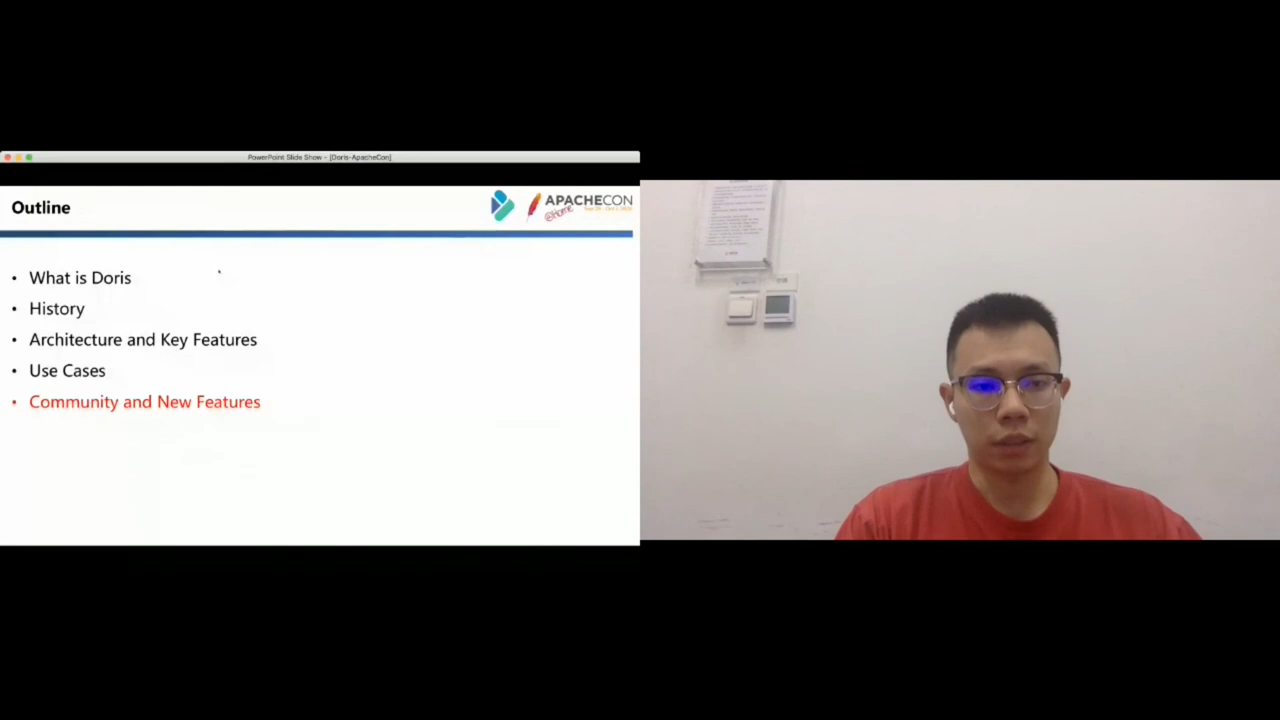 PowerPoint Slide Show - [Doris-ApacheCon]
Outline
APACHECON
@Home
• What is Doris
• History
• Architecture and Key Features
• Use Cases
• Community and New Features